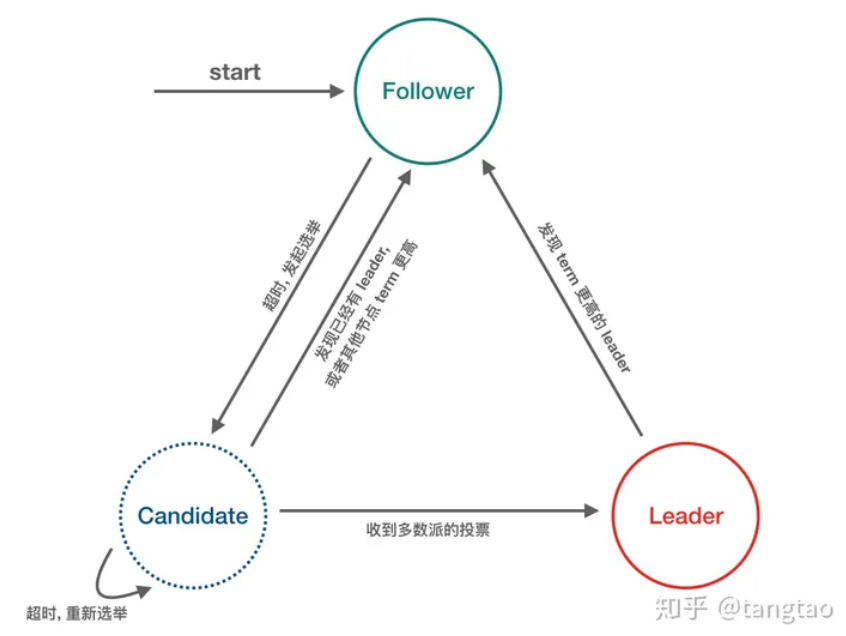 start
Follower
超时, 发起选举
发现已经有 leader,
或者其他节点 term 更高
发现 term 更高的 leader
Candidate
收到多数派的投票
Leader
超时, 重新选举
知乎 @tangtao